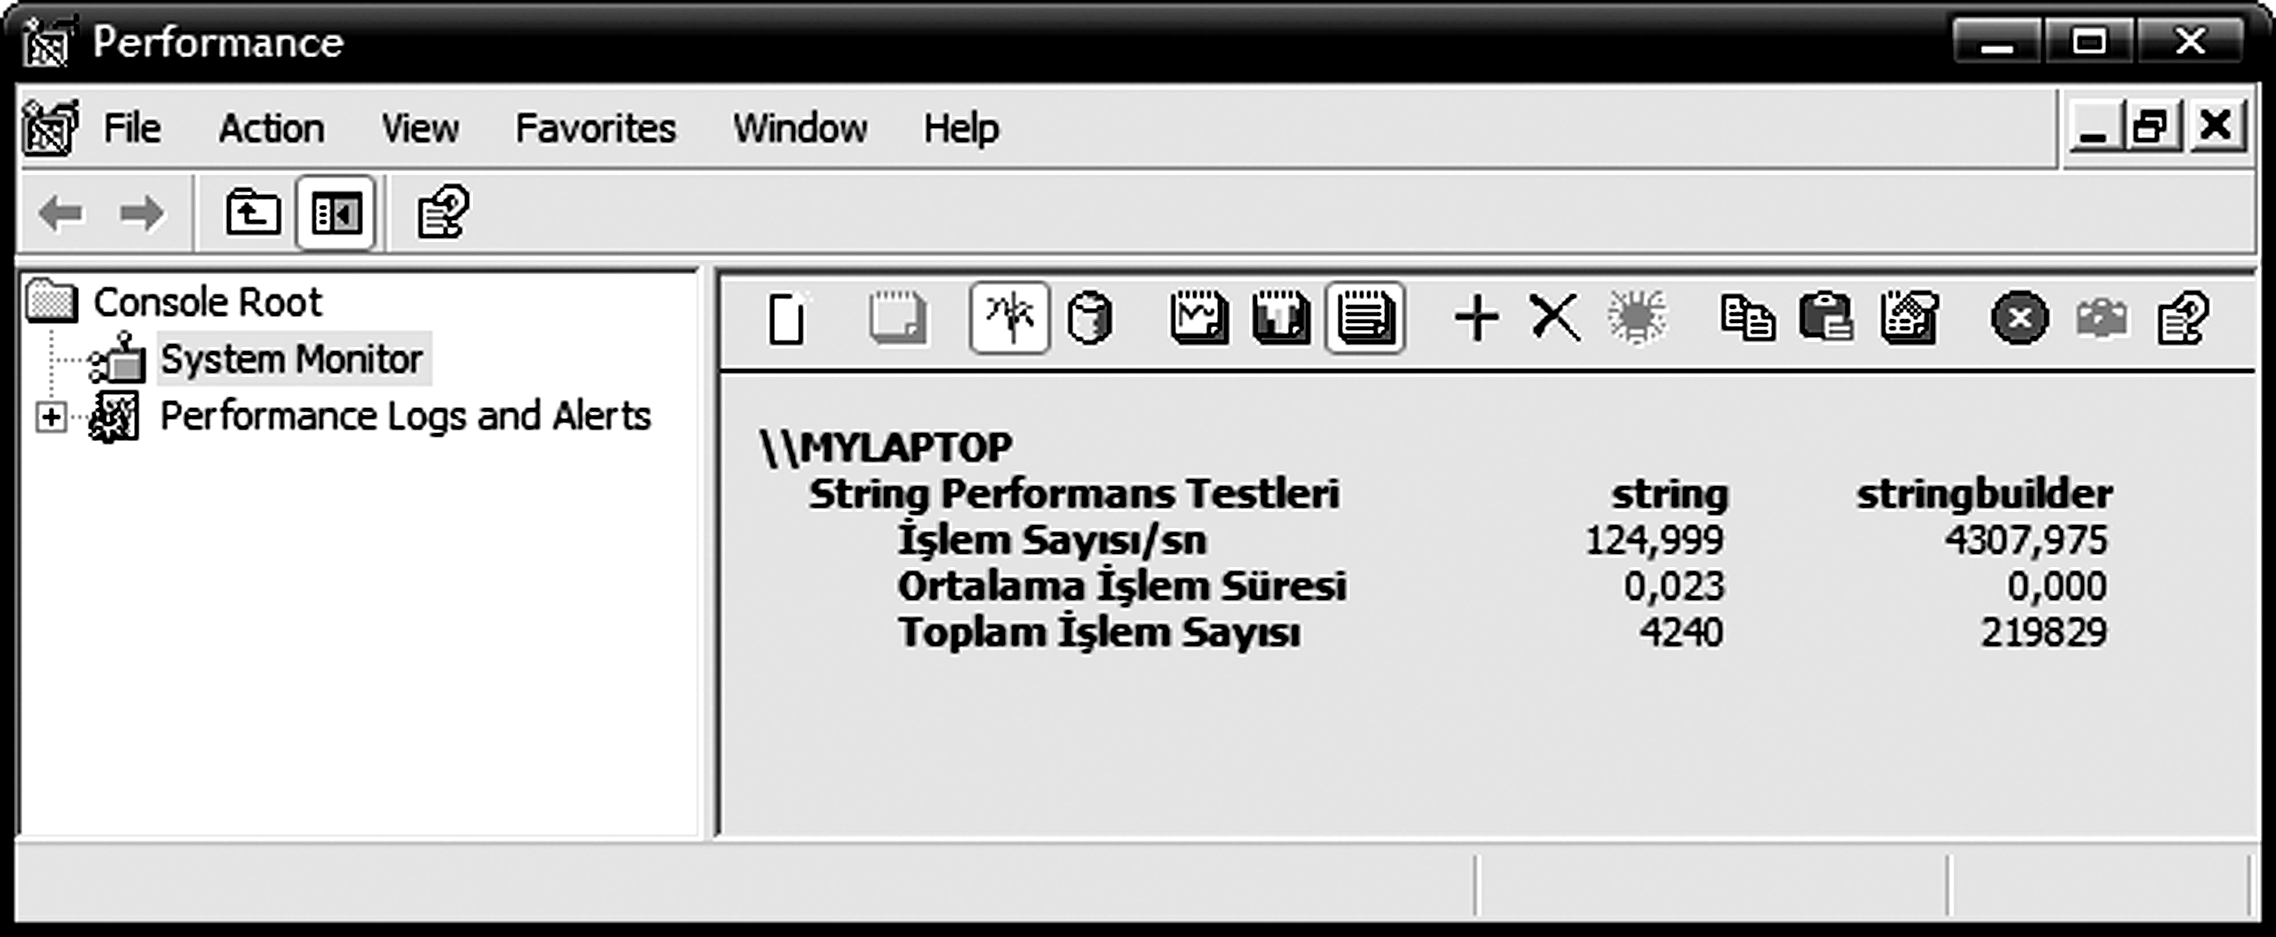 Performance
File Action View Favorites Window Help
Console Root
System Monitor
Performance Logs and Alerts
\\MYLAPTOP
String Performans Testleri string stringbuilder
İşlem Sayısı/sn 124,999 4307,975
Ortalama İşlem Süresi 0,023 0,000
Toplam İşlem Sayısı 4240 219829